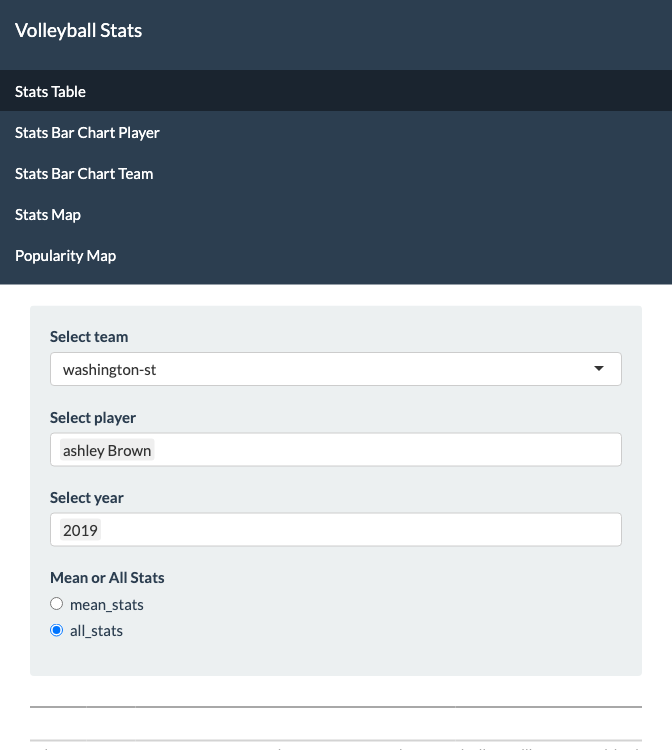 Volleyball Stats
Stats Table
Stats Bar Chart Player
Stats Bar Chart Team
Stats Map
Popularity Map
Select team
washington-st
Select player
ashley Brown
Select year
2019
Mean or All Stats
mean_stats
all_stats